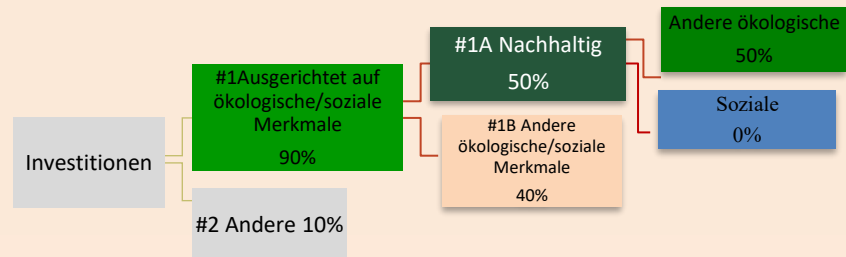 Investitionen
#1Ausgerichtet auf
ökologische/soziale
Merkmale
90%
#2 Andere 10%
#1A Nachhaltig
50%
#1B Andere
ökologische/soziale
Merkmale
40%
Andere ökologische
50%
Soziale
0%